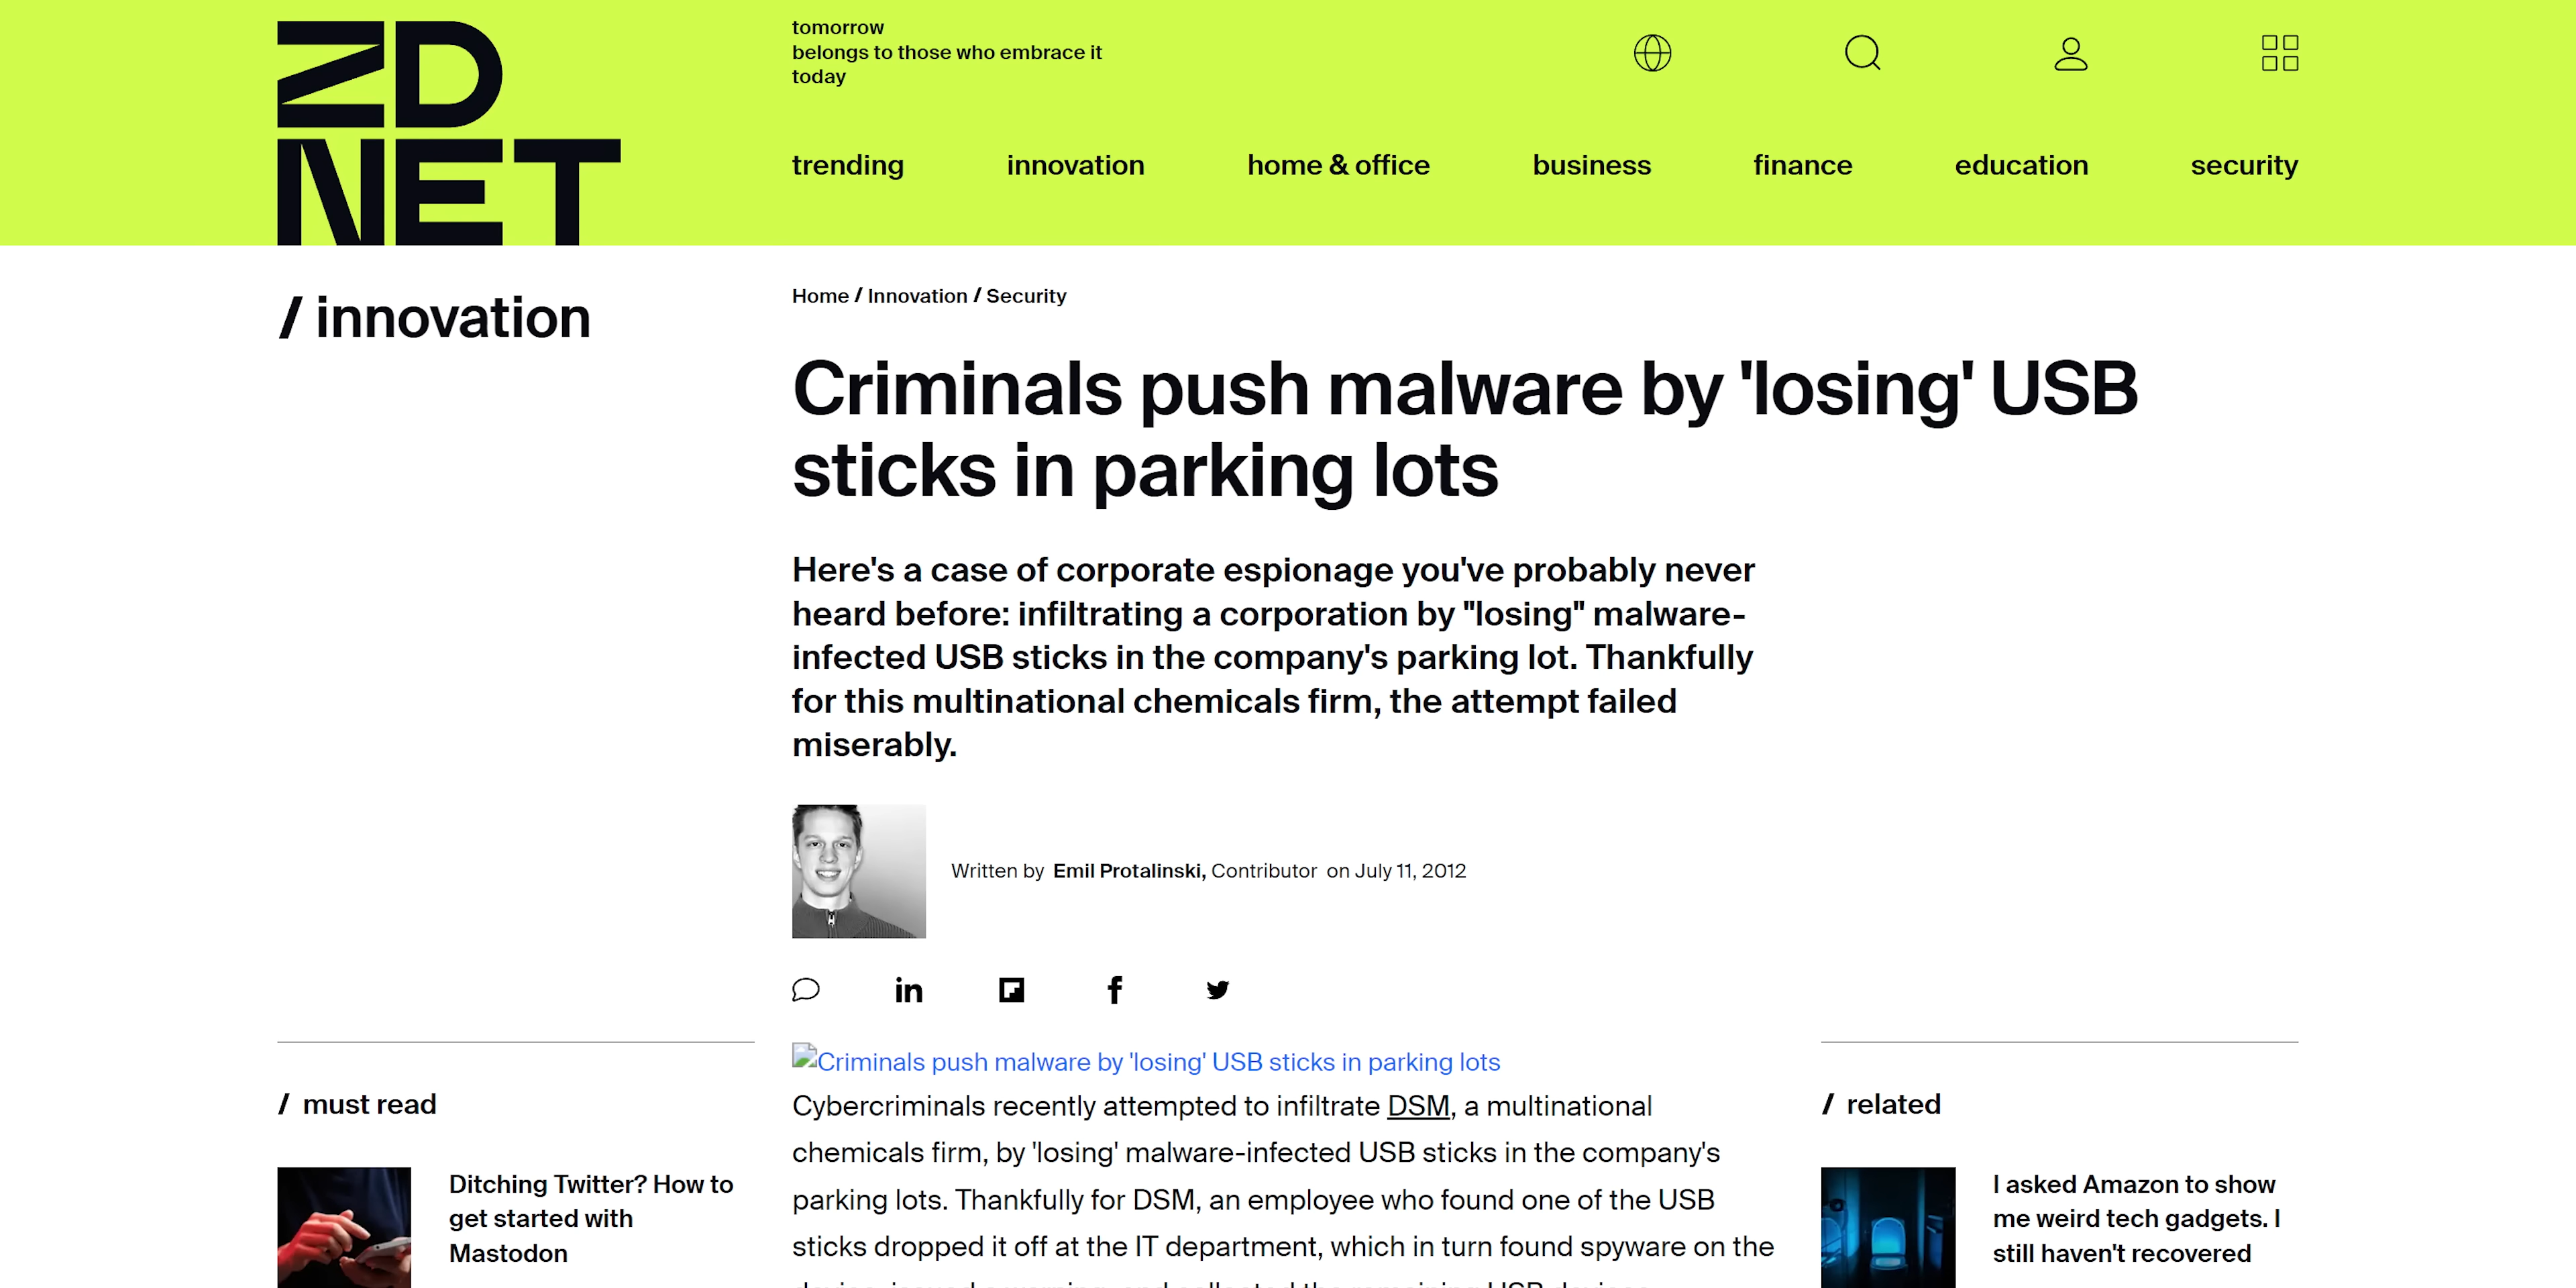 ZD
NET
tomorrow
belongs to those who embrace it
today
trending
innovation
home & office
business
finance
education
security
/ innovation
Home / Innovation / Security
Criminals push malware by 'losing' USB
sticks in parking lots
Here's a case of corporate espionage you've probably never
heard before: infiltrating a corporation by "losing" malware-
infected USB sticks in the company's parking lot. Thankfully
for this multinational chemicals firm, the attempt failed
miserably.
Written by Emil Protalinski, Contributor on July 11, 2012
in
f
Criminals push malware by 'losing' USB sticks in parking lots
Cybercriminals recently attempted to infiltrate DSM, a multinational
chemicals firm, by 'losing' malware-infected USB sticks in the company's
parking lots. Thankfully for DSM, an employee who found one of the USB
sticks dropped it off at the IT department, which in turn found spyware on the
/ must read
Ditching Twitter? How to
get started with
Mastodon
/ related
I asked Amazon to show
me weird tech gadgets. I
still haven't recovered